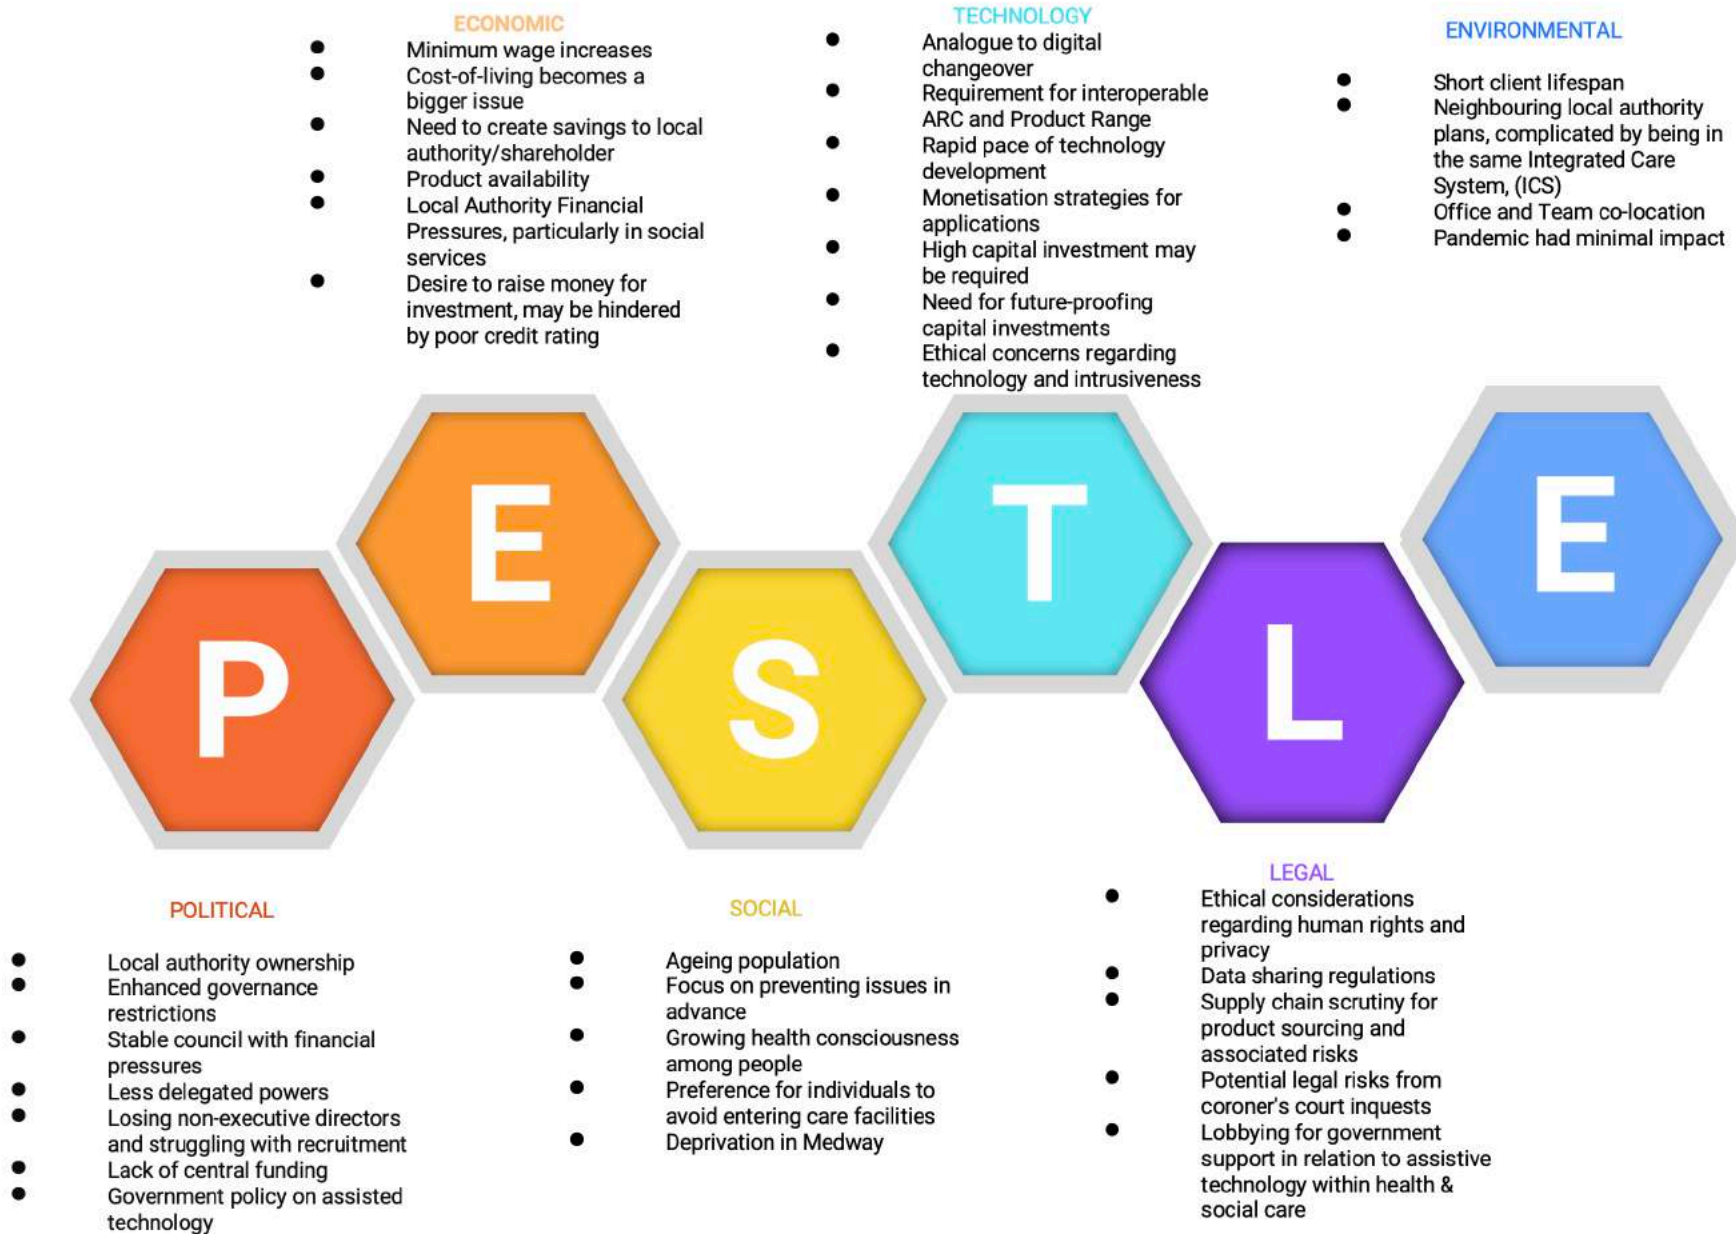 ECONOMIC
● Minimum wage increases
● Cost-of-living becomes a
bigger issue
● Need to create savings to local
authority/shareholder
● Product availability
● Local Authority Financial
Pressures, particularly in social
services
● Desire to raise money for
investment, may be hindered
by poor credit rating
TECHNOLOGY
● Analogue to digital
changeover
● Requirement for interoperable
ARC and Product Range
● Rapid pace of technology
development
● Monetisation strategies for
applications
● High capital investment may
be required
● Need for future-proofing
capital investments
● Ethical concerns regarding
technology and intrusiveness
ENVIRONMENTAL
● Short client lifespan
● Neighbouring local authority
plans, complicated by being in
the same Integrated Care
System, (ICS)
● Office and Team co-location
● Pandemic had minimal impact
P
E
S
T
L
E
POLITICAL
● Local authority ownership
● Enhanced governance
restrictions
● Stable council with financial
pressures
● Less delegated powers
● Losing non-executive directors
and struggling with recruitment
● Lack of central funding
● Government policy on assisted
technology
SOCIAL
● Ageing population
● Focus on preventing issues in
advance
● Growing health consciousness
among people
● Preference for individuals to
avoid entering care facilities
● Deprivation in Medway
LEGAL
● Ethical considerations
regarding human rights and
privacy
● Data sharing regulations
● Supply chain scrutiny for
product sourcing and
associated risks
● Potential legal risks from
coroner's court inquests
● Lobbying for government
support in relation to assistive
technology within health &
social care